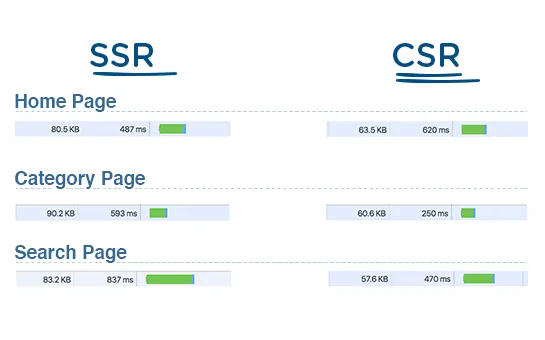 SSR CSR
Home Page
80.5 KB 487 ms 63.5 KB 620 ms
Category Page
90.2 KB 593 ms 60.6 KB 250 ms
Search Page
83.2 KB 837 ms 57.6 KB 470 ms